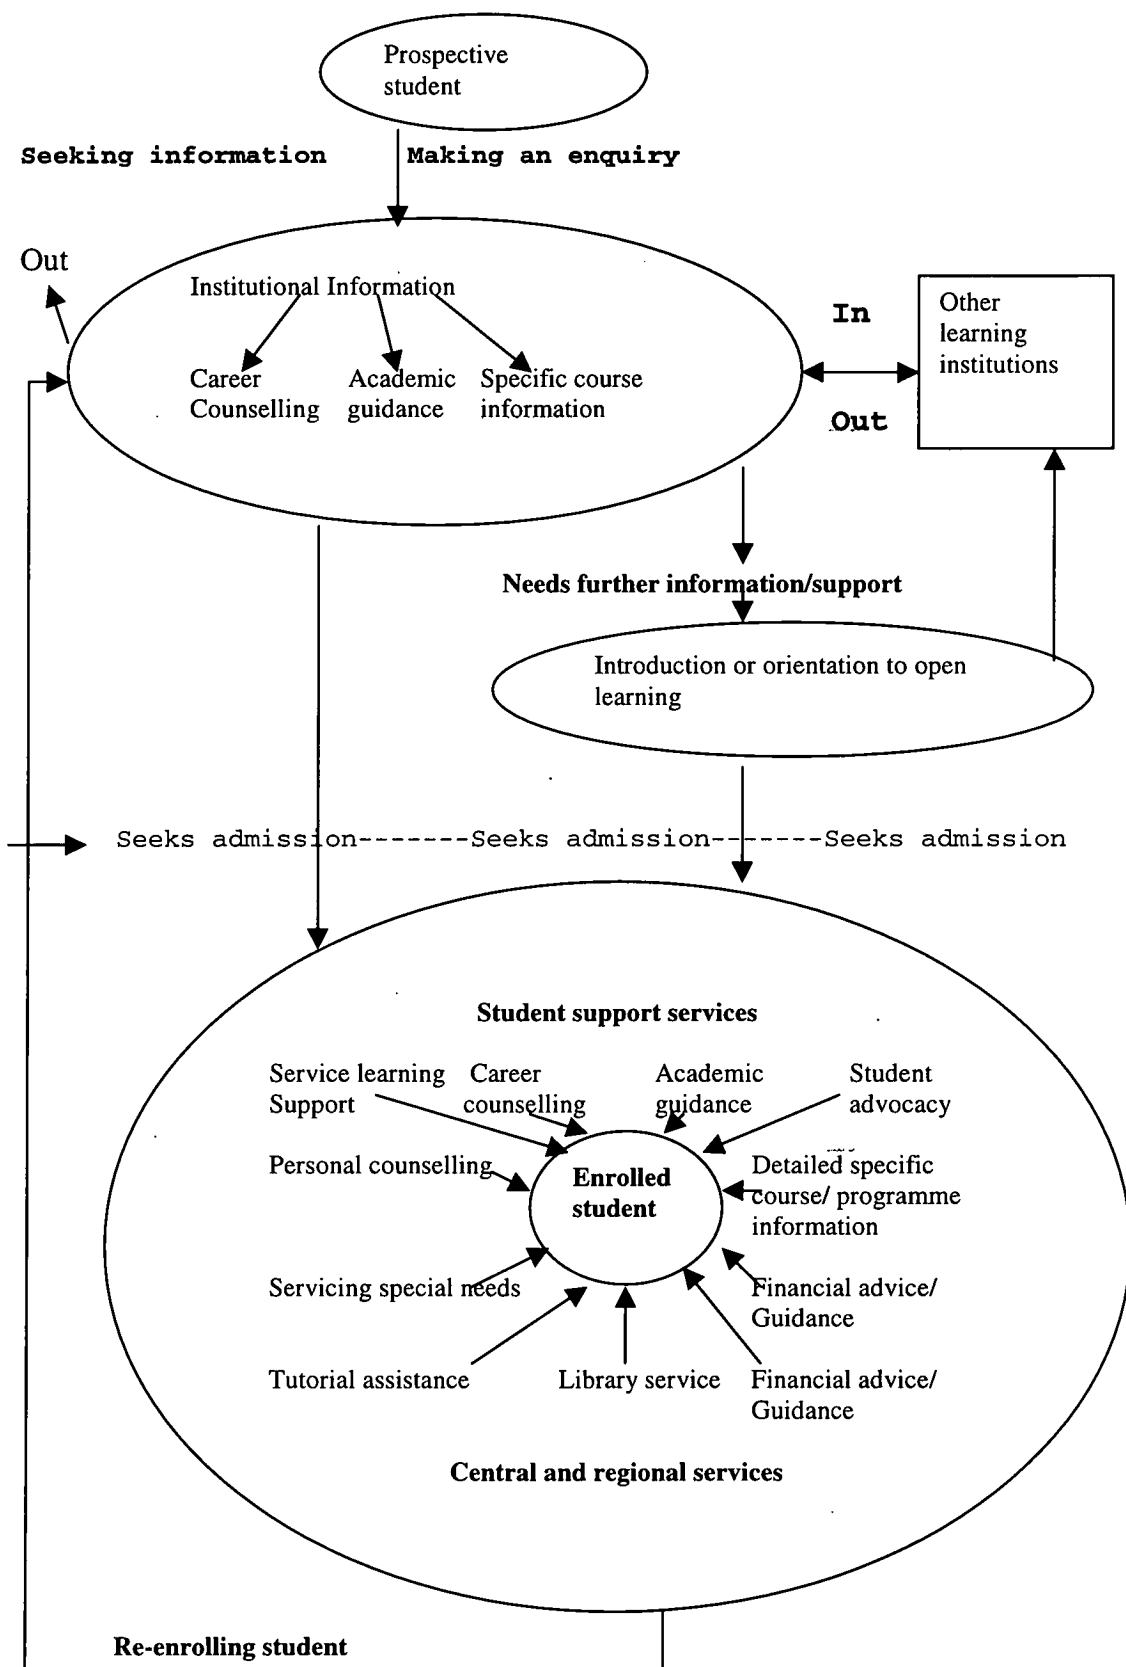 Prospective
student
Seeking information
Making an enquiry
Out
Institutional Information
Career
Counselling
Academic
guidance
Specific course
information
In
Out
Other
learning
institutions
Needs further information/support
Introduction or orientation to open
learning
Seeks admission-------Seeks admission-------Seeks admission
Student support services
Service learning
Support
Career
counselling
Academic
guidance
Student
advocacy
Personal counselling
Enrolled
student
Detailed specific
course/ programme
information
Servicing special needs
Financial advice/
Guidance
Tutorial assistance
Library service
Financial advice/
Guidance
Central and regional services
Re-enrolling student